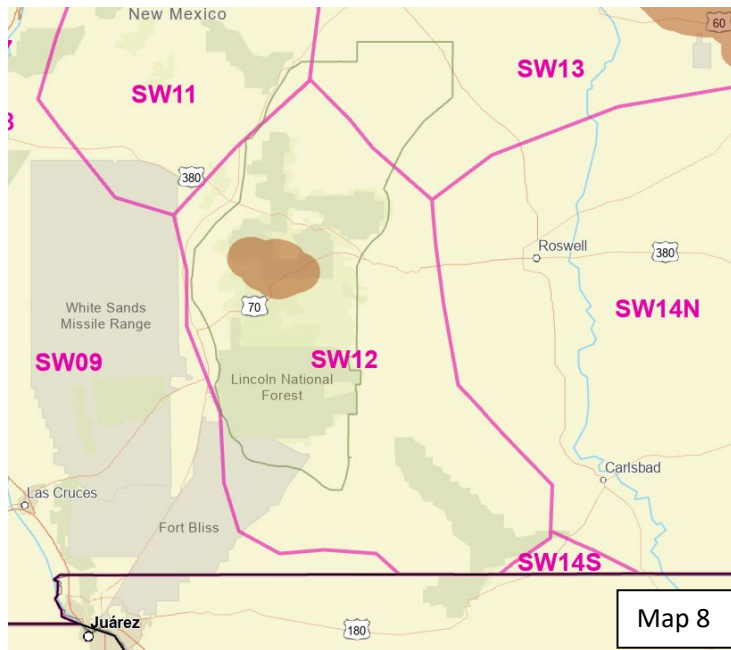 New Mexico
60
SW13
SW11
380
Roswell
380
White Sands
Missile Range
70
SW14N
SW09
SW12
Lincoln National
Forest
Carlsbad
Las Cruces
Fort Bliss
SW14S
Juárez
180
Map 8